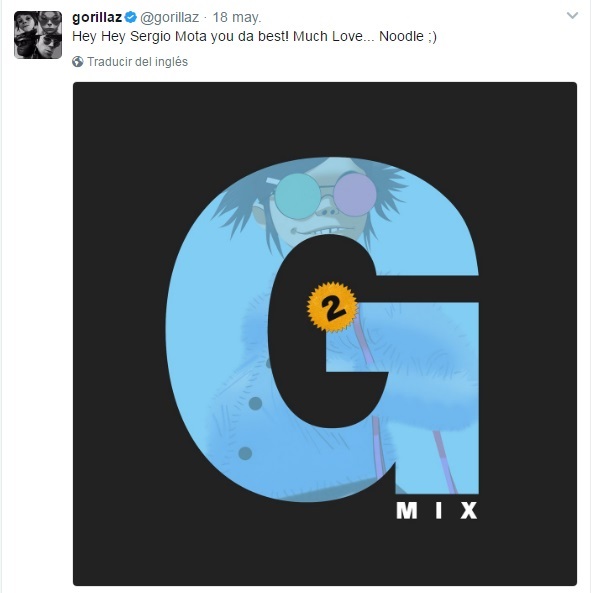 gorillaz @gorillaz · 18 may.
Hey Hey Sergio Mota you da best! Much Love... Noodle ;)
Traducir del inglés
G
2
MIX